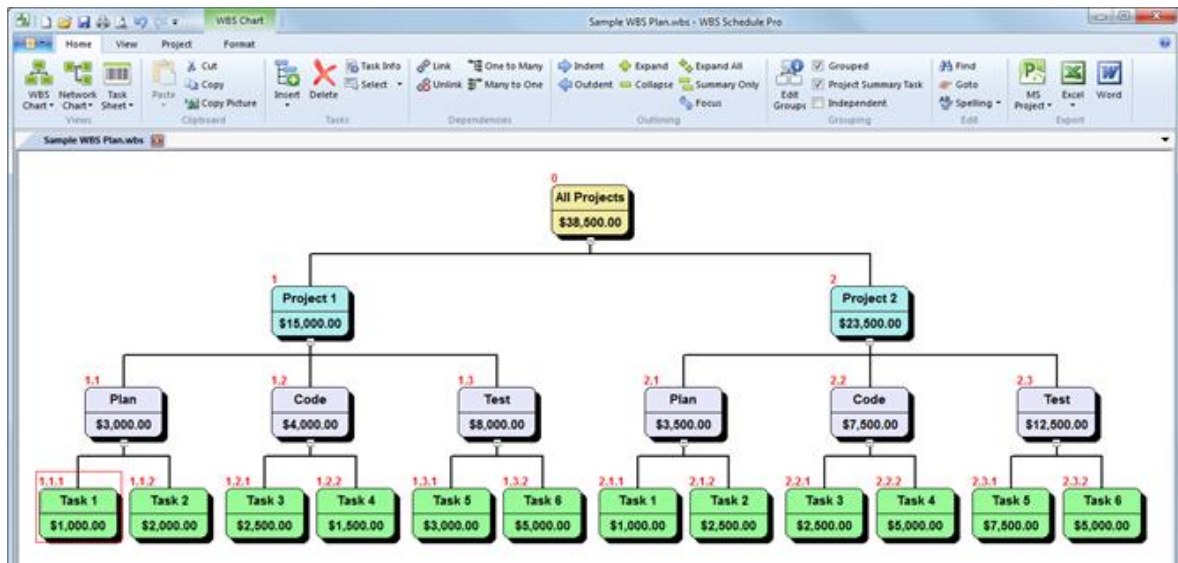 WBS Chart
Sample WBS Plan.wbs - WBS Schedule Pro
Home View Project Format
WBS Chart
Network Chart
Task Sheet
Views
Paste
Cut
Copy
Copy Picture
Clipboard
Insert
Delete
Task Info
Select
Tasks
Link
Unlink
One to Many
Many to One
Dependencies
Indent
Outdent
Expand
Collapse
Expand All
Summary Only
Focus
Outlining
Edit Groups
Grouped
Project Summary Task
Independent
Grouping
Find
Goto
Spelling
Edit
MS Project
Excel
Word
Export
Sample WBS Plan.wbs
0
All Projects
$38,500.00
1
Project 1
$15,000.00
2
Project 2
$23,500.00
1.1
Plan
$3,000.00
1.2
Code
$4,000.00
1.3
Test
$8,000.00
2.1
Plan
$3,500.00
2.2
Code
$7,500.00
2.3
Test
$12,500.00
1.1.1
Task 1
$1,000.00
1.1.2
Task 2
$2,000.00
1.2.1
Task 3
$2,500.00
1.2.2
Task 4
$1,500.00
1.3.1
Task 5
$3,000.00
1.3.2
Task 6
$5,000.00
2.1.1
Task 1
$1,000.00
2.1.2
Task 2
$2,500.00
2.2.1
Task 3
$2,500.00
2.2.2
Task 4
$5,000.00
2.3.1
Task 5
$7,500.00
2.3.2
Task 6
$5,000.00